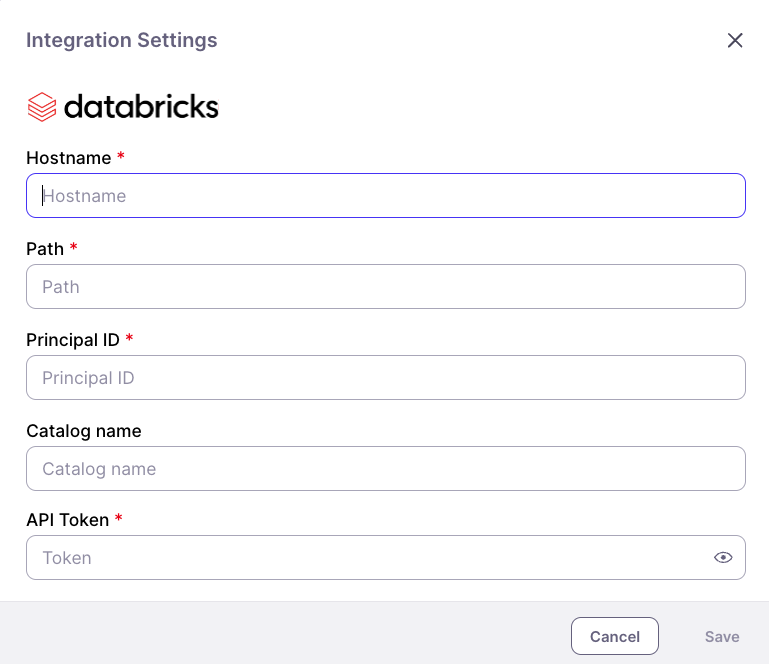 Integration Settings
databricks
Hostname *
Hostname
Path *
Path
Principal ID *
Principal ID
Catalog name
Catalog name
API Token *
Token
Cancel Save